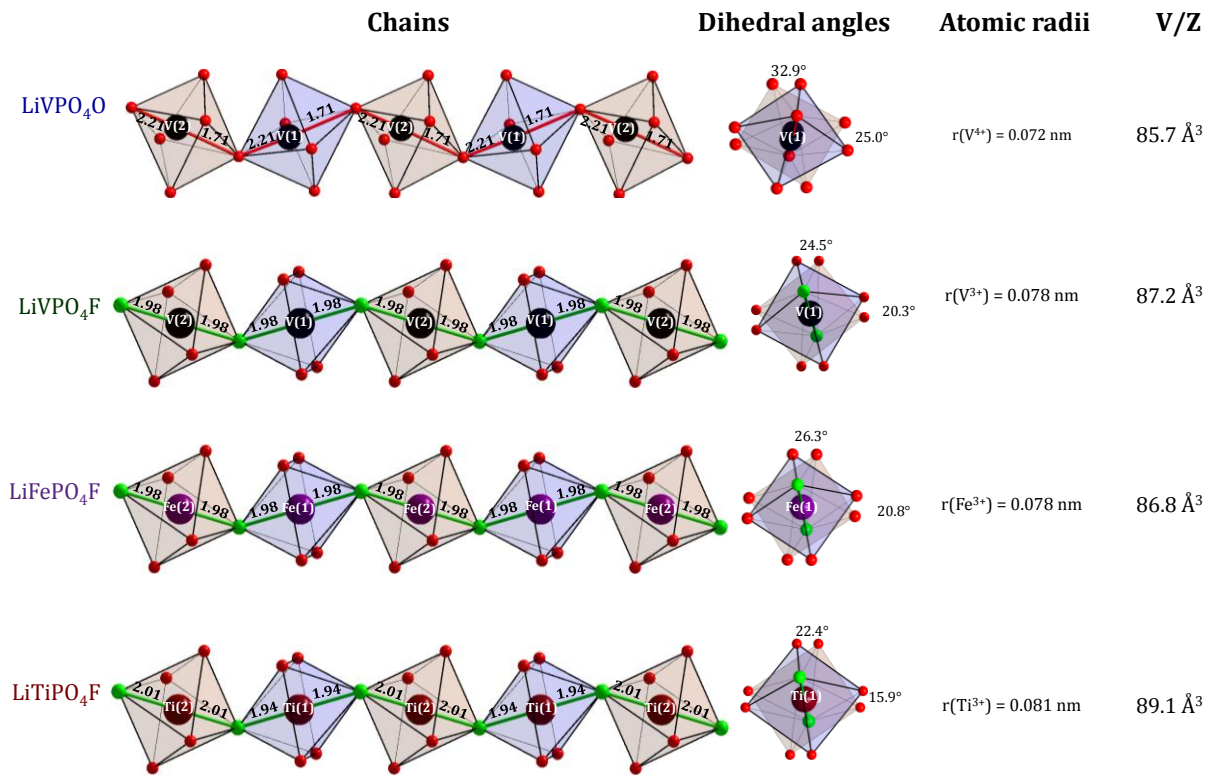 Chains Dihedral angles Atomic radii V/Z
LiVPO₄O
2.21 V(2) 1.71 2.21 V(1) 1.71 2.21 V(2) 1.71 2.21 V(1) 1.71 2.21 V(2) 1.71
32.9°
V(1)
25.0°
r(V⁴⁺) = 0.072 nm
85.7 Å³
LiVPO₄F
1.98 V(2) 1.98 1.98 V(1) 1.98 1.98 V(2) 1.98 1.98 V(1) 1.98 1.98 V(2) 1.98
24.5°
V(1)
20.3°
r(V³⁺) = 0.078 nm
87.2 Å³
LiFePO₄F
1.98 Fe(2) 1.98 1.98 Fe(1) 1.98 1.98 Fe(2) 1.98 1.98 Fe(1) 1.98 1.98 Fe(2) 1.98
26.3°
Fe(1)
20.8°
r(Fe³⁺) = 0.078 nm
86.8 Å³
LiTiPO₄F
2.01 Ti(2) 2.01 1.94 Ti(1) 1.94 2.01 Ti(2) 2.01 1.94 Ti(1) 1.94 2.01 Ti(2) 2.01
22.4°
Ti(1)
15.9°
r(Ti³⁺) = 0.081 nm
89.1 Å³